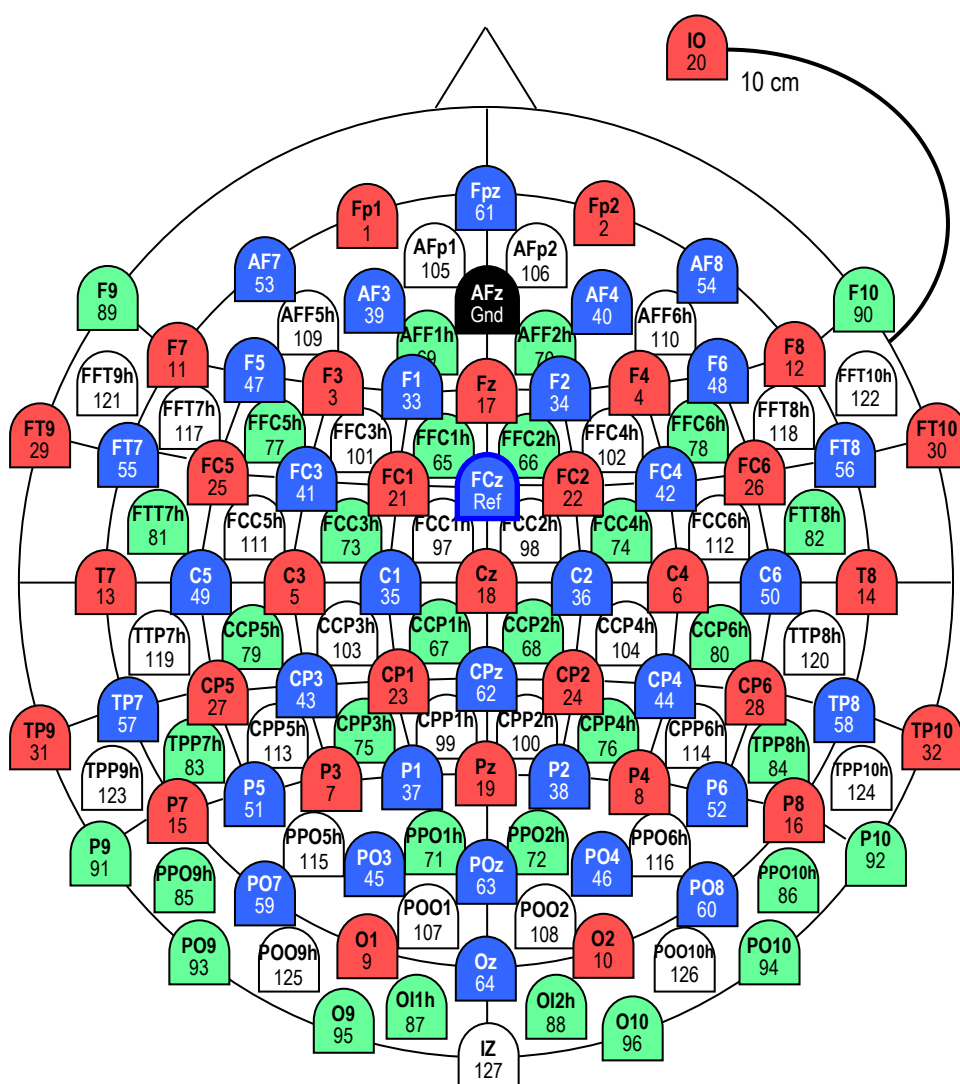 IO
20
10 cm
Fpz
61
Fp1
1
Fp2
2
AFp1
105
AFp2
106
AF7
53
AF8
54
F9
89
F10
90
AF3
39
AFz
Gnd
AF4
40
AFF5h
109
AFF6h
110
AFF1h
69
AFF2h
70
F7
11
F8
12
F5
47
F6
48
F3
3
F4
4
F1
33
Fz
17
F2
34
FFT9h
121
FFT10h
122
FFT7h
117
FFT8h
118
FFC5h
77
FFC3h
101
FFC1h
65
FFC2h
66
FFC4h
102
FFC6h
78
FT9
29
FT10
30
FT7
55
FT8
56
FC5
25
FC3
41
FC1
21
FCz
Ref
FC2
22
FC4
42
FC6
26
FTT7h
81
FCC5h
111
FCC3h
73
FCC1h
97
FCC2h
98
FCC4h
74
FCC6h
112
FTT8h
82
T7
13
C5
49
C3
5
C1
35
Cz
18
C2
36
C4
6
C6
50
T8
14
TTP7h
119
CCP5h
79
CCP3h
103
CCP1h
67
CCP2h
68
CCP4h
104
CCP6h
80
TTP8h
120
TP9
31
TP7
57
CP5
27
CP3
43
CP1
23
CPz
62
CP2
24
CP4
44
CP6
28
TP8
58
TP10
32
TPP9h
123
TPP7h
83
CPP5h
113
CPP3h
75
CPP1h
99
CPP2h
100
CPP4h
76
CPP6h
114
TPP8h
84
TPP10h
124
P7
15
P5
51
P3
7
P1
37
Pz
19
P2
38
P4
8
P6
52
P8
16
P9
91
P10
92
PPO9h
85
PPO5h
115
PPO1h
71
PPO2h
72
PPO6h
116
PPO10h
86
PO7
59
PO3
45
POz
63
PO4
46
PO8
60
POO1
107
POO2
108
PO9
93
POO9h
125
O1
9
Oz
64
O2
10
POO10h
126
PO10
94
O9
95
OI1h
87
OI2h
88
O10
96
IZ
127